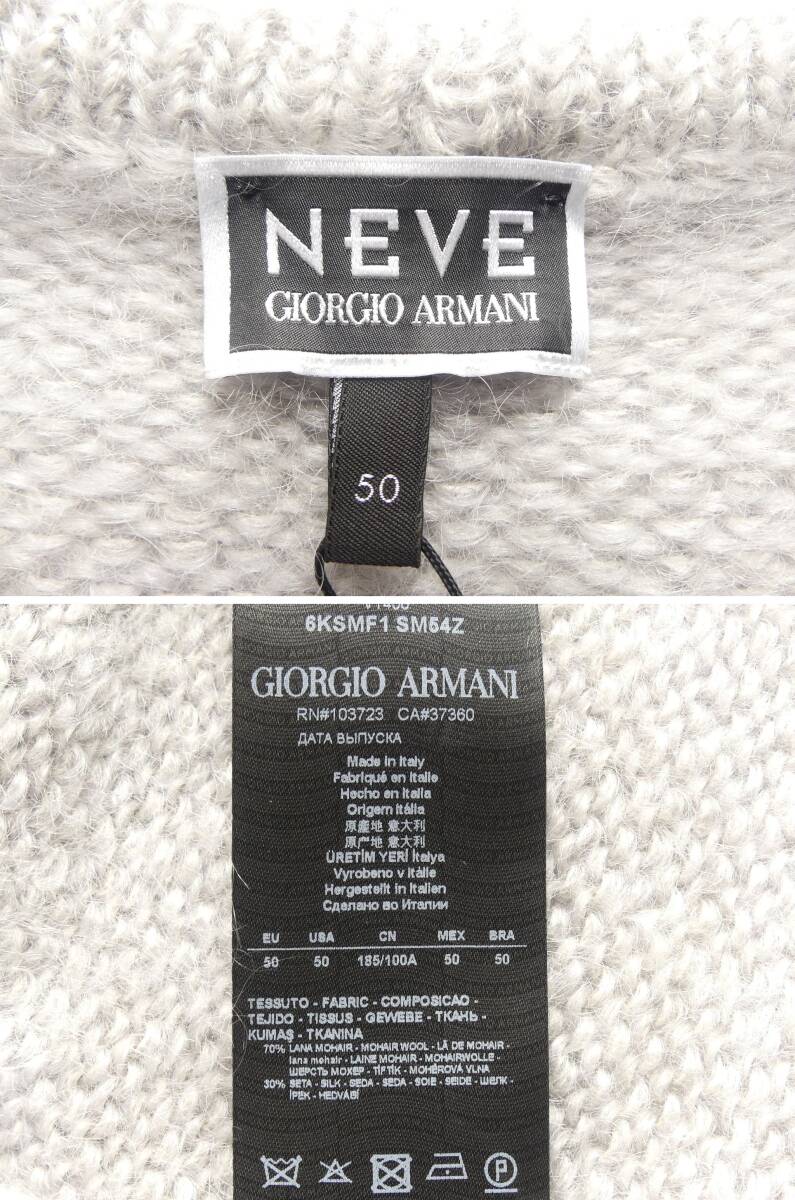 NEVE
GIORGIO ARMANI
50
6KSMF1 SM54Z
GIORGIO ARMANI
RN#103723 CA#37360
ДАТА ВЫПУСКА
Made in Italy
Fabriqué en Italie
Hecho en Italia
Origem Itália
原產地 意大利
原产地 意大利
ÜRETİM YERİ İtalya
Vyrobeno v Itálie
Hergestellt in Italien
Сделано во Италии
EU USA CN MEX BRA
50 50 185/100A 50 50
TESSUTO - FABRIC - COMPOSICAO -
TEJIDO - TISSUS - GEWEBE - ТКАНЬ -
KUMAŞ - TKANINA
70% LANA MOHAIR - MOHAIR WOOL - LÃ DE MOHAIR -
lana mohair - LAINE MOHAIR - MOHAIRWOLLE -
ШЕРСТЬ МОХЕР - TİFTİK - MOHÉROVÁ VLNA
30% SETA - SILK - SEDA - SEDA - SOIE - SEIDE - ШЕЛК -
İPEK - HEDVÁBÍ
P